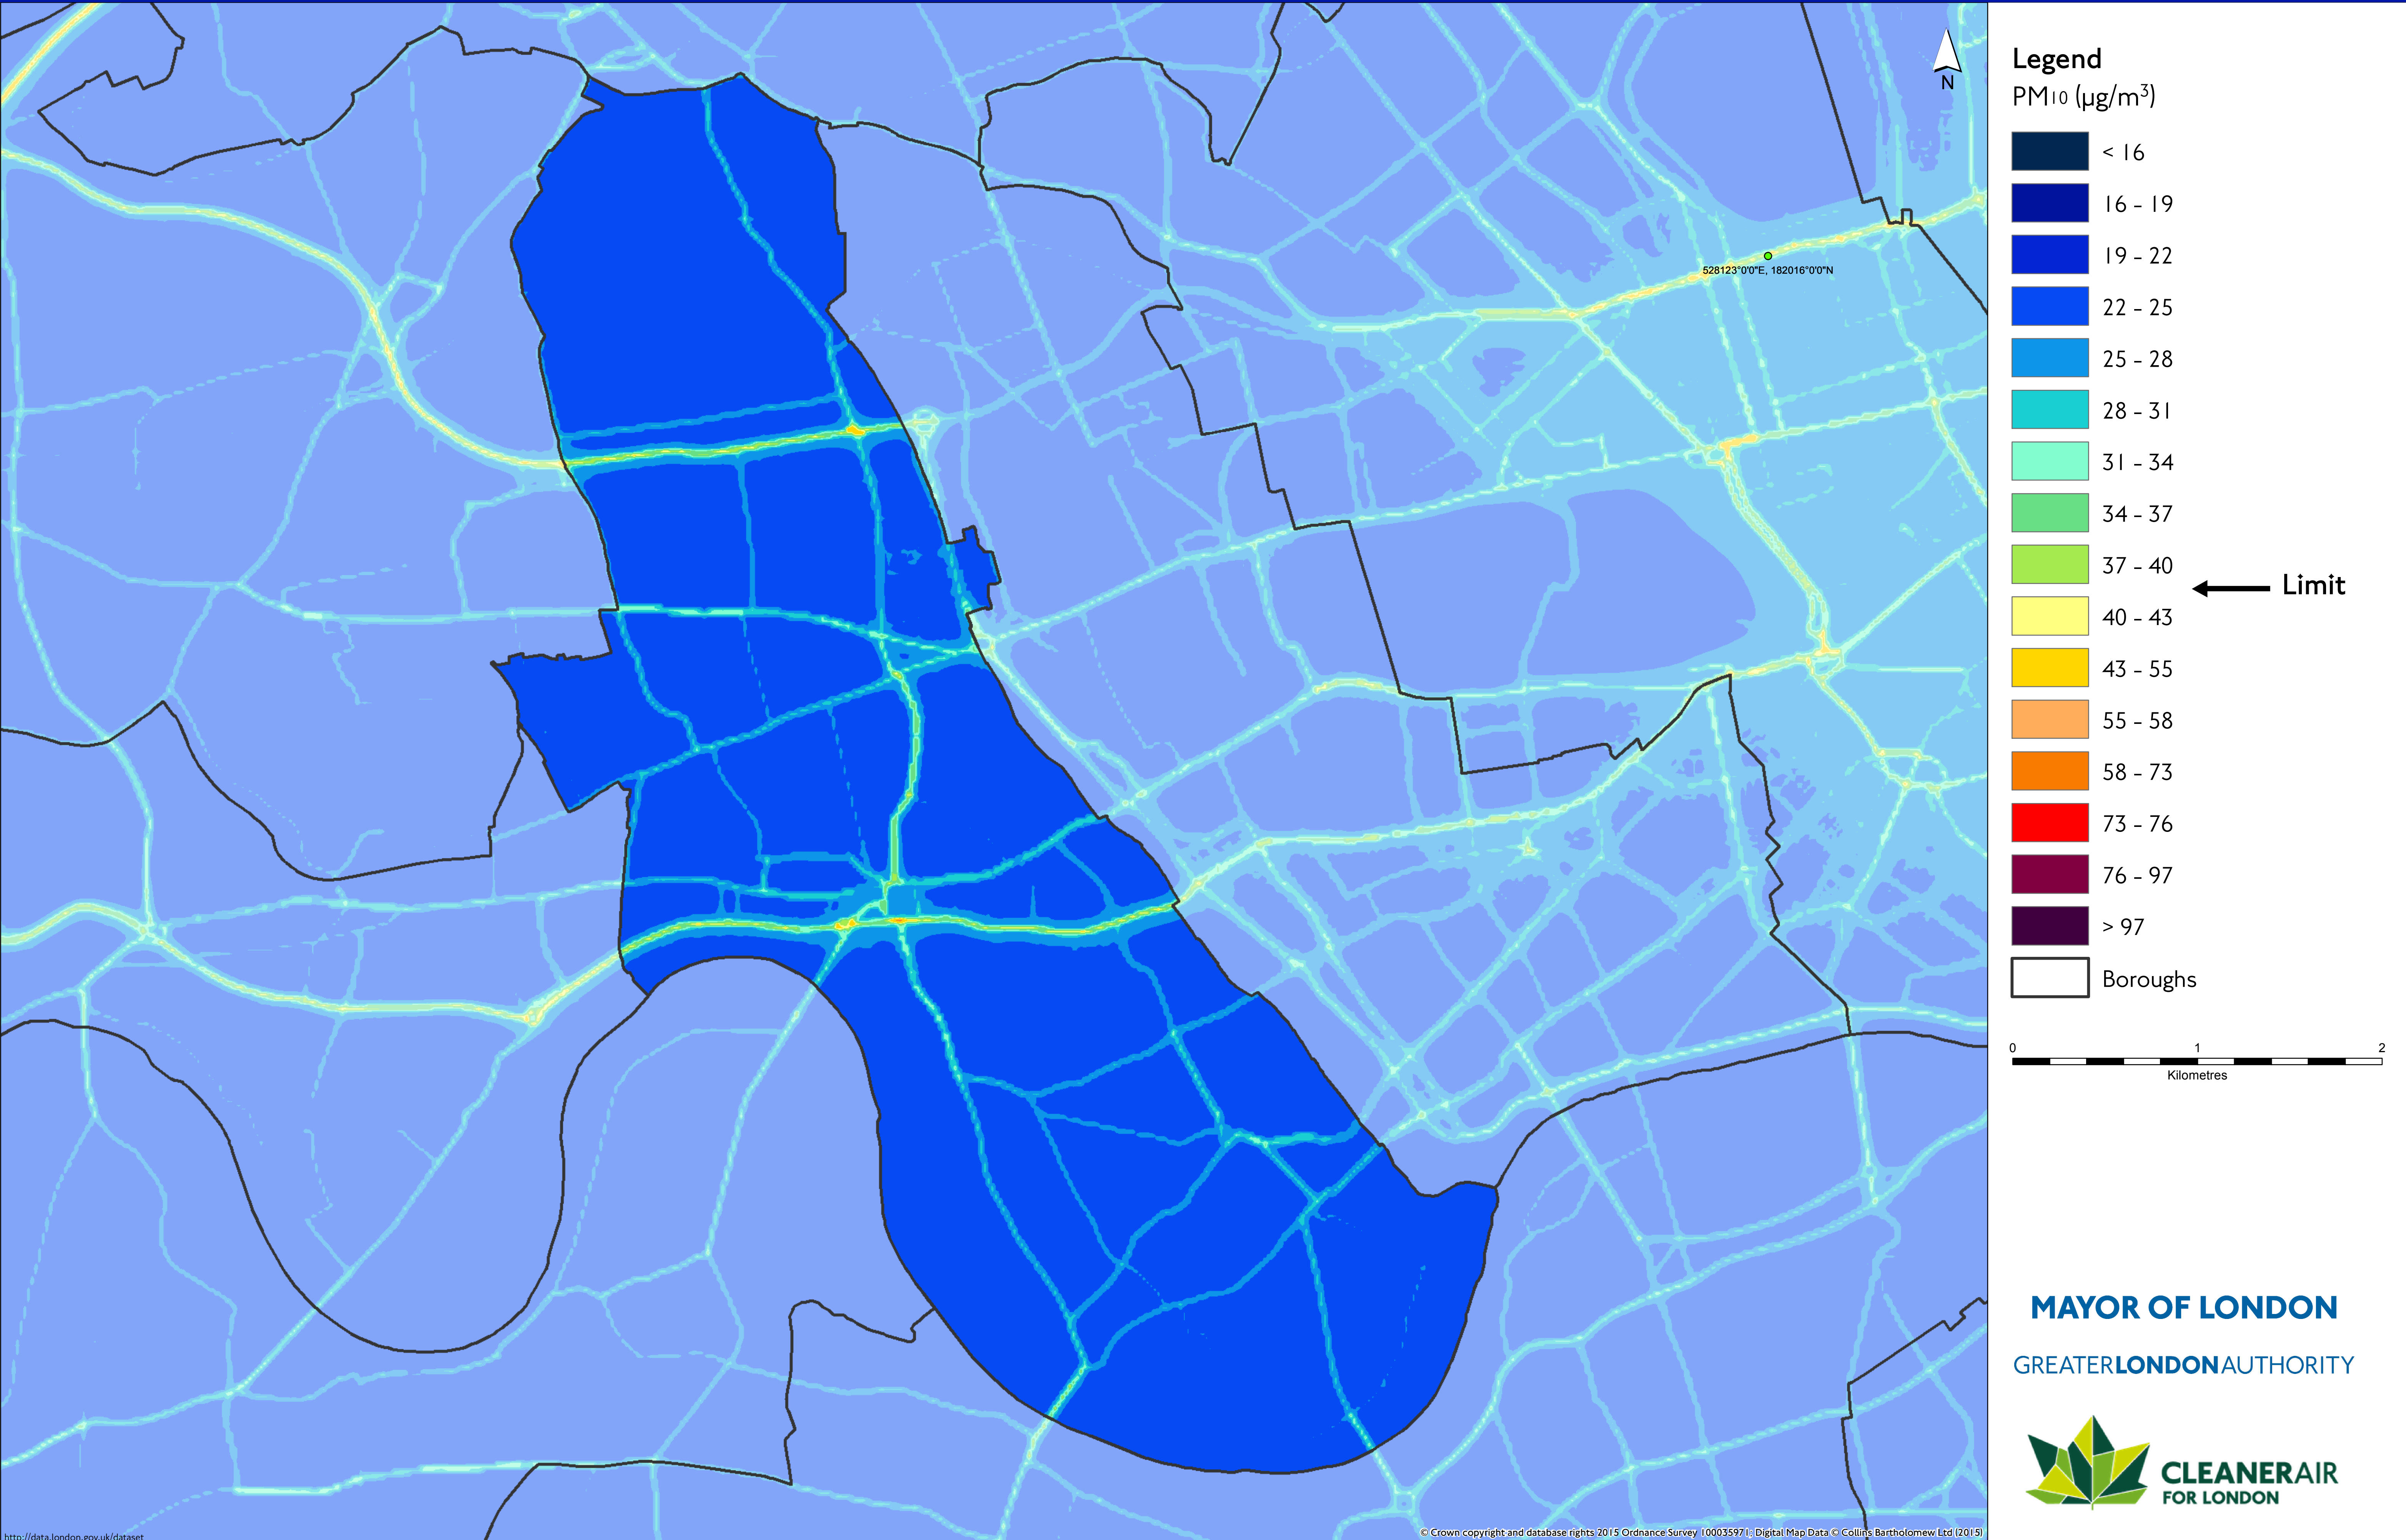 N
528123°0'0"E, 182016°0'0"N
Legend
PM10 (µg/m3)
< 16
16 - 19
19 - 22
22 - 25
25 - 28
28 - 31
31 - 34
34 - 37
37 - 40
Limit
40 - 43
43 - 55
55 - 58
58 - 73
73 - 76
76 - 97
> 97
Boroughs
0 1 2
Kilometres
MAYOR OF LONDON
GREATERLONDONAUTHORITY
CLEANERAIR
FOR LONDON
http://data.london.gov.uk/dataset
© Crown copyright and database rights 2015 Ordnance Survey 100035971; Digital Map Data © Collins Bartholomew Ltd (2015)